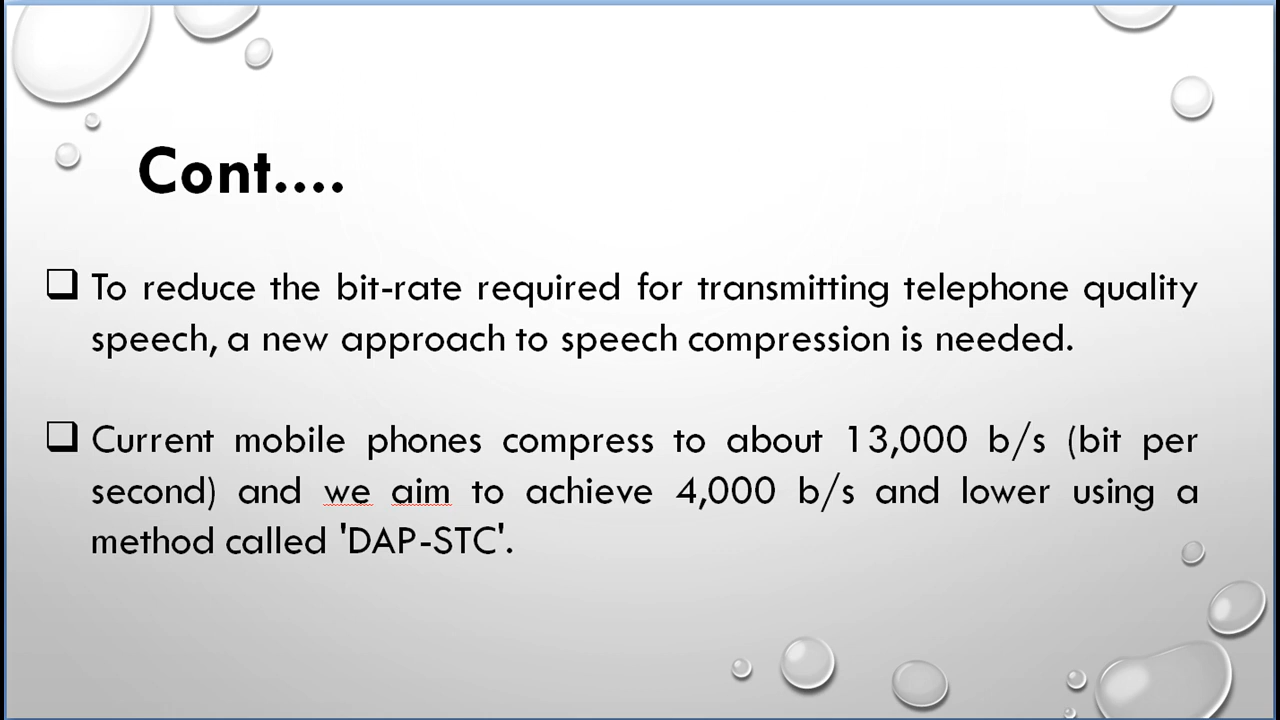 Cont....
❑ To reduce the bit-rate required for transmitting telephone quality
speech, a new approach to speech compression is needed.
❑ Current mobile phones compress to about 13,000 b/s (bit per
second) and we aim to achieve 4,000 b/s and lower using a
method called 'DAP-STC'.